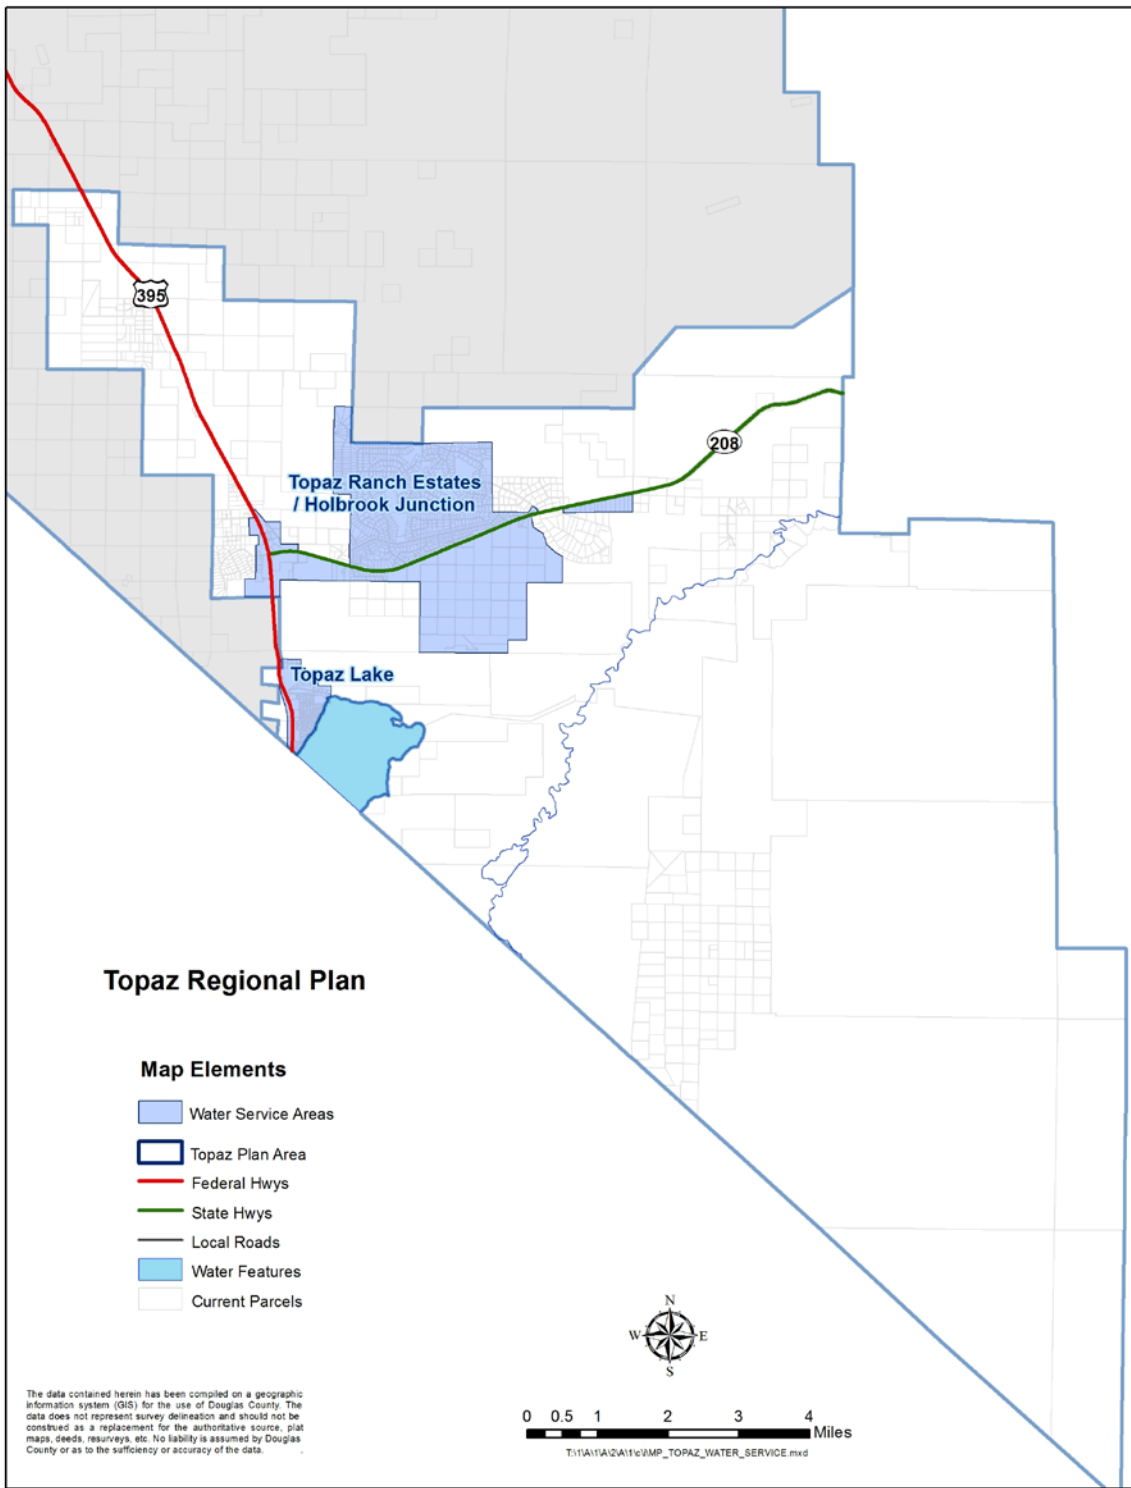 395
208
Topaz Ranch Estates
/ Holbrook Junction
Topaz Lake
Topaz Regional Plan
Map Elements
Water Service Areas
Topaz Plan Area
Federal Hwys
State Hwys
Local Roads
Water Features
Current Parcels
N
W E
S
The data contained herein has been compiled on a geographic
information system (GIS) for the use of Douglas County. The
data does not represent survey delineation and should not be
construed as a replacement for the authoritative source, plat
maps, deeds, resurveys, etc. No liability is assumed by Douglas
County or as to the sufficiency or accuracy of the data.
0 0.5 1 2 3 4
Miles